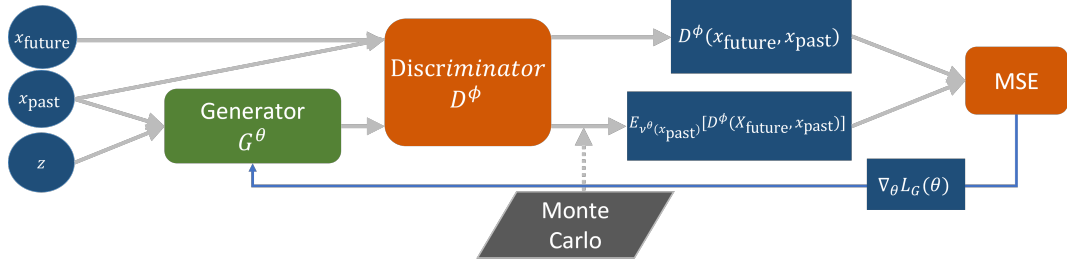 x_future
x_past
z
Generator
G^θ
Discriminator
D^ϕ
D^ϕ(x_future, x_past)
E_{ν^θ(x_past)}[D^ϕ(X_future, x_past)]
MSE
∇_θ L_G(θ)
Monte
Carlo